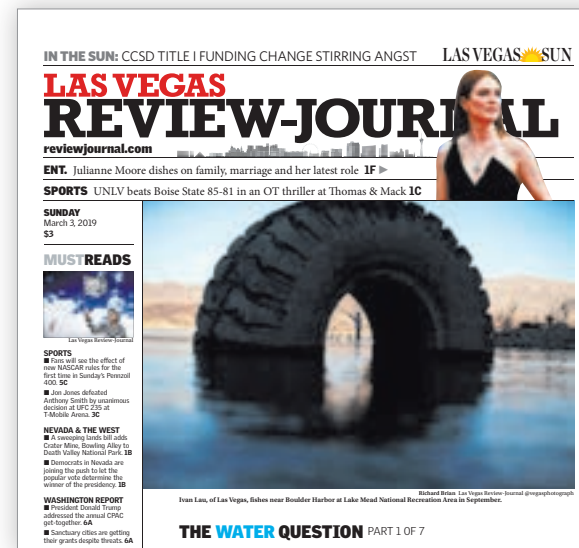 IN THE SUN: CCSD TITLE I FUNDING CHANGE STIRRING ANGST
LAS VEGAS SUN
LAS VEGAS
REVIEW-JOURNAL
reviewjournal.com
ENT. Julianne Moore dishes on family, marriage and her latest role 1F ▶
SPORTS UNLV beats Boise State 85-81 in an OT thriller at Thomas & Mack 1C
SUNDAY
March 3, 2019
$3
MUSTREADS
Las Vegas Review-Journal
SPORTS
■ Fans will see the effect of
new NASCAR rules for the
first time in Sunday's Pennzoil
400. 5C
■ Jon Jones defeated
Anthony Smith by unanimous
decision at UFC 235 at
T-Mobile Arena. 3C
NEVADA & THE WEST
■ A sweeping lands bill adds
Crater Mine, Bowling Alley to
Death Valley National Park. 1B
■ Democrats in Nevada are
joining the push to let the
popular vote determine the
winner of the presidency. 1B
WASHINGTON REPORT
■ President Donald Trump
addressed the annual CPAC
get-together. 6A
■ Sanctuary cities are getting
their grants despite threats. 6A
Richard Brian Las Vegas Review-Journal @vegasphotograph
Ivan Lau, of Las Vegas, fishes near Boulder Harbor at Lake Mead National Recreation Area in September.
THE WATER QUESTION PART 1 OF 7